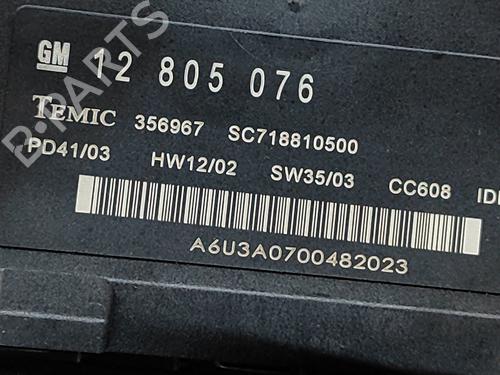 GM 12 805 076
TEMIC 356967 SC718810500
PD41/03 HW12/02 SW35/03 CC608
A6U3A0700482023
B-PARTS